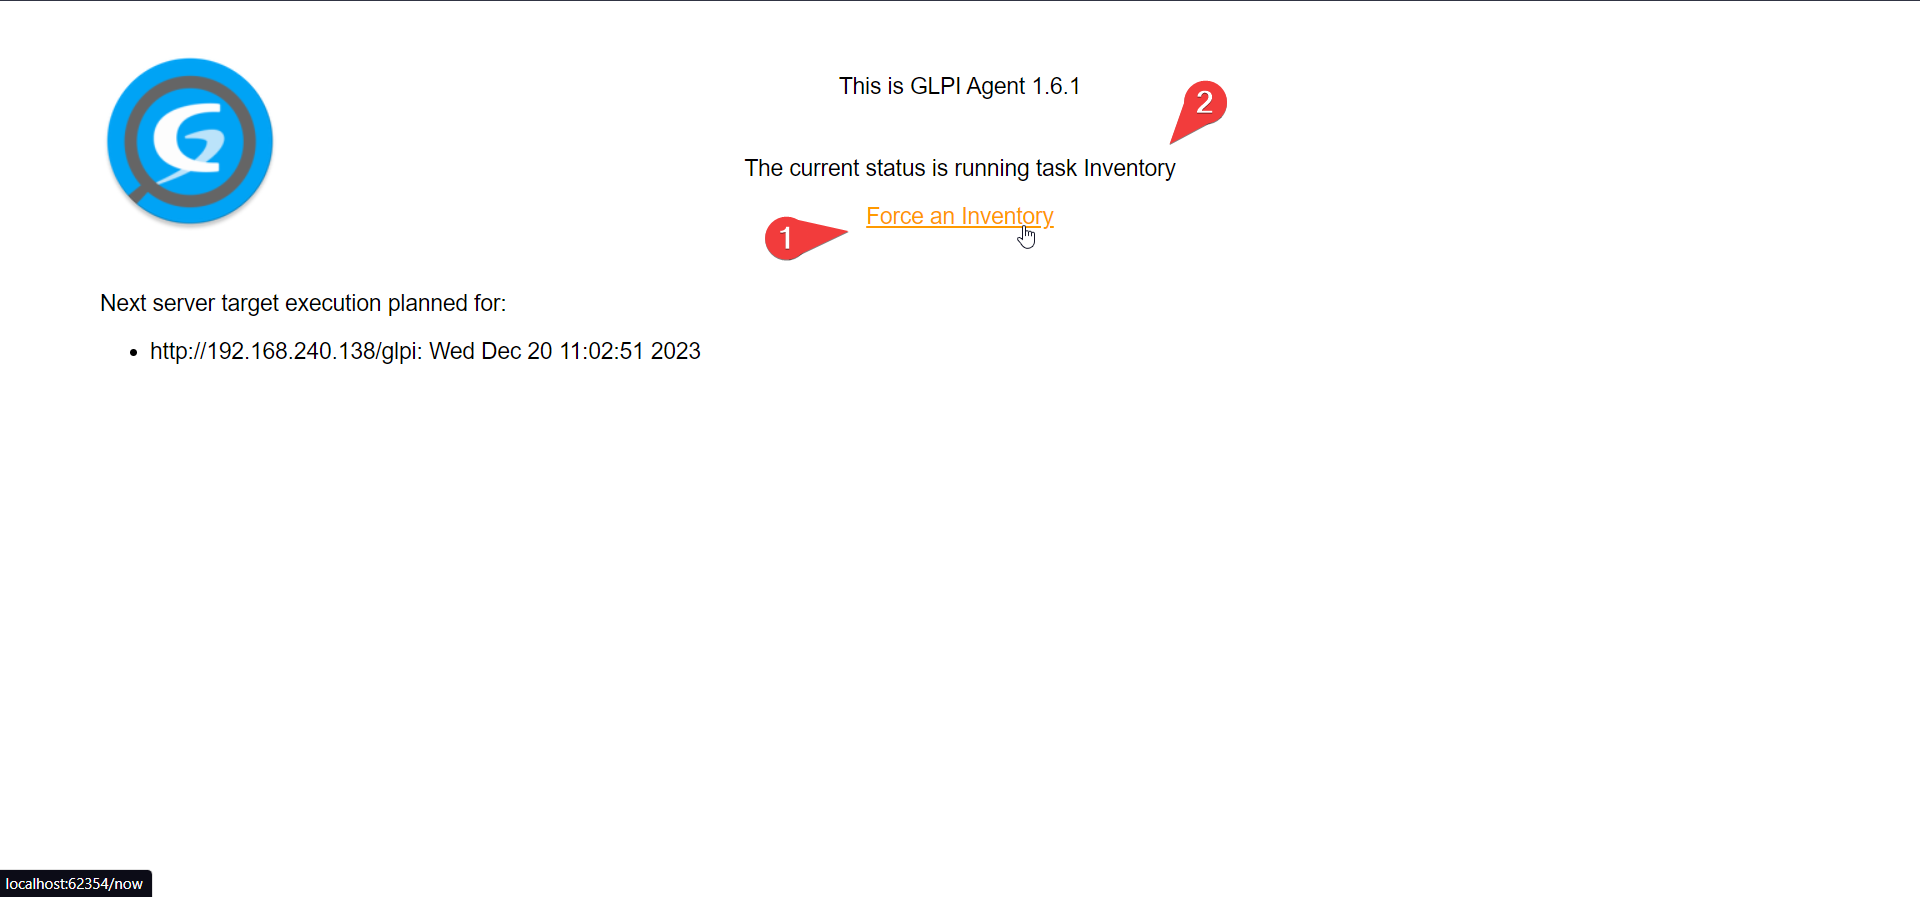 This is GLPI Agent 1.6.1
2
The current status is running task Inventory
Force an Inventory
1
Next server target execution planned for:
• http://192.168.240.138/glpi: Wed Dec 20 11:02:51 2023
localhost:62354/now